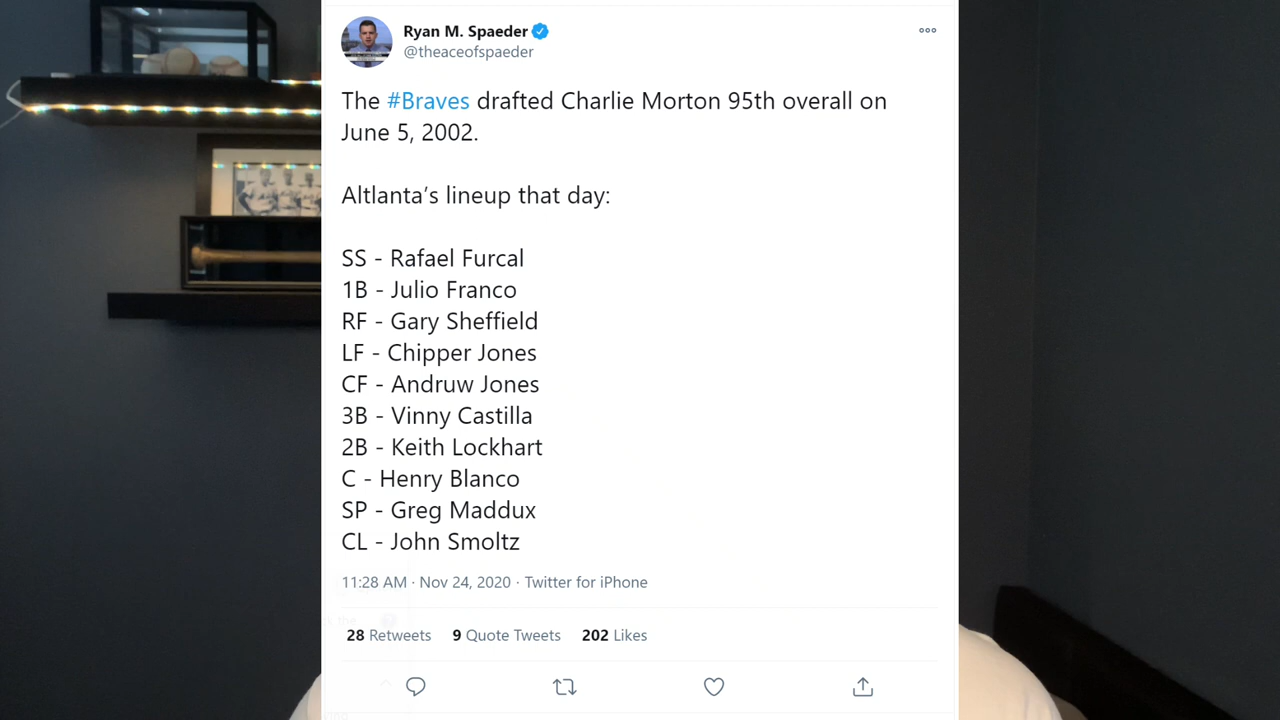 Ryan M. Spaeder
@theaceofspaeder
The #Braves drafted Charlie Morton 95th overall on
June 5, 2002.
Altlanta’s lineup that day:
SS - Rafael Furcal
1B - Julio Franco
RF - Gary Sheffield
LF - Chipper Jones
CF - Andruw Jones
3B - Vinny Castilla
2B - Keith Lockhart
C - Henry Blanco
SP - Greg Maddux
CL - John Smoltz
11:28 AM · Nov 24, 2020 · Twitter for iPhone
28 Retweets 9 Quote Tweets 202 Likes